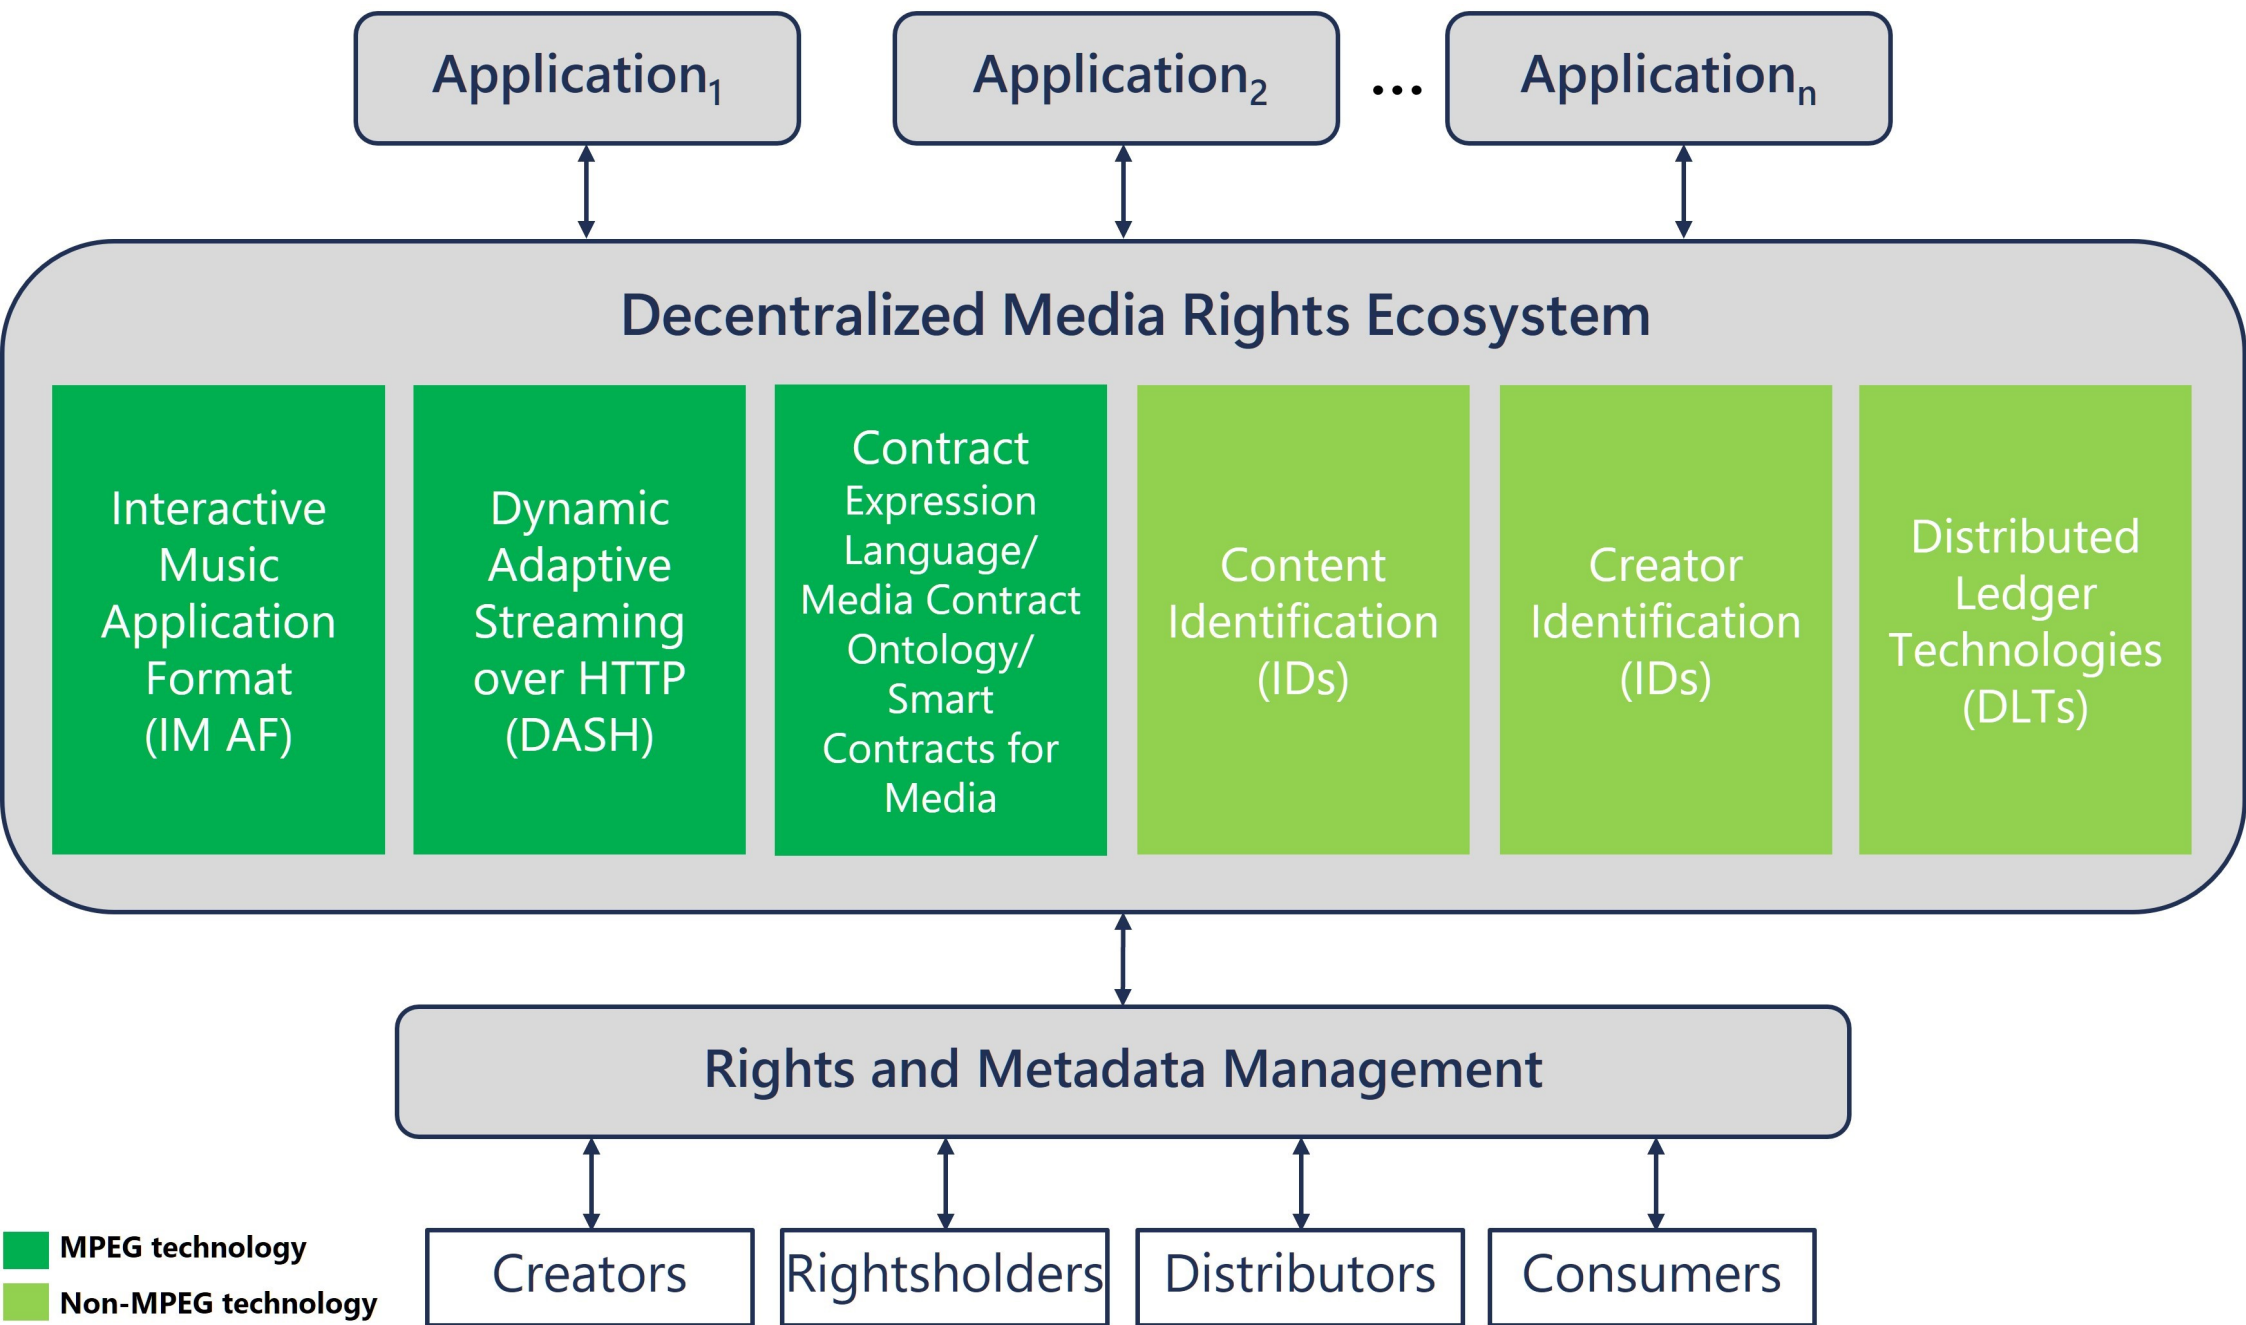 Application1
Application2
...
Applicationn
Decentralized Media Rights Ecosystem
Interactive
Music
Application
Format
(IM AF)
Dynamic
Adaptive
Streaming
over HTTP
(DASH)
Contract
Expression
Language/
Media Contract
Ontology/
Smart
Contracts for
Media
Content
Identification
(IDs)
Creator
Identification
(IDs)
Distributed
Ledger
Technologies
(DLTs)
Rights and Metadata Management
Creators
Rightsholders
Distributors
Consumers
MPEG technology
Non-MPEG technology